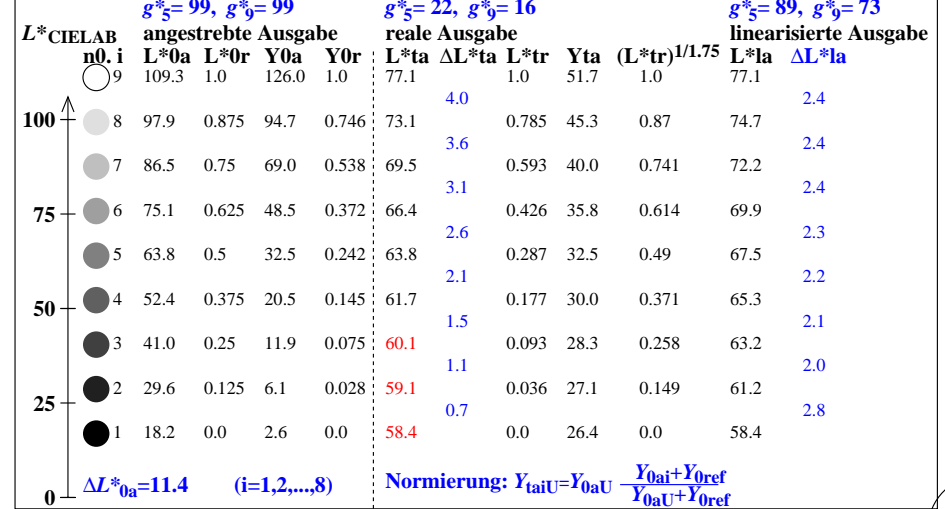 g*5= 99, g*9= 99 g*5= 22, g*9= 16 g*5= 89, g*9= 73
L*CIELAB angestrebte Ausgabe reale Ausgabe linearisierte Ausgabe
n0. i L*0a L*0r Y0a Y0r L*ta ΔL*ta L*tr Yta (L*tr)1/1.75 L*la ΔL*la
9 109.3 1.0 126.0 1.0 77.1 1.0 51.7 1.0 77.1
4.0 2.4
100 8 97.9 0.875 94.7 0.746 73.1 0.785 45.3 0.87 74.7
3.6 2.4
7 86.5 0.75 69.0 0.538 69.5 0.593 40.0 0.741 72.2
3.1 2.4
75 6 75.1 0.625 48.5 0.372 66.4 0.426 35.8 0.614 69.9
2.6 2.3
5 63.8 0.5 32.5 0.242 63.8 0.287 32.5 0.49 67.5
2.1 2.2
50 4 52.4 0.375 20.5 0.145 61.7 0.177 30.0 0.371 65.3
1.5 2.1
3 41.0 0.25 11.9 0.075 60.1 0.093 28.3 0.258 63.2
1.1 2.0
25 2 29.6 0.125 6.1 0.028 59.1 0.036 27.1 0.149 61.2
0.7 2.8
1 18.2 0.0 2.6 0.0 58.4 0.0 26.4 0.0 58.4
0 ΔL*0a=11.4 (i=1,2,...,8) Normierung: YtaiU=Y0aU Y0ai+Y0ref
Y0aU+Y0ref